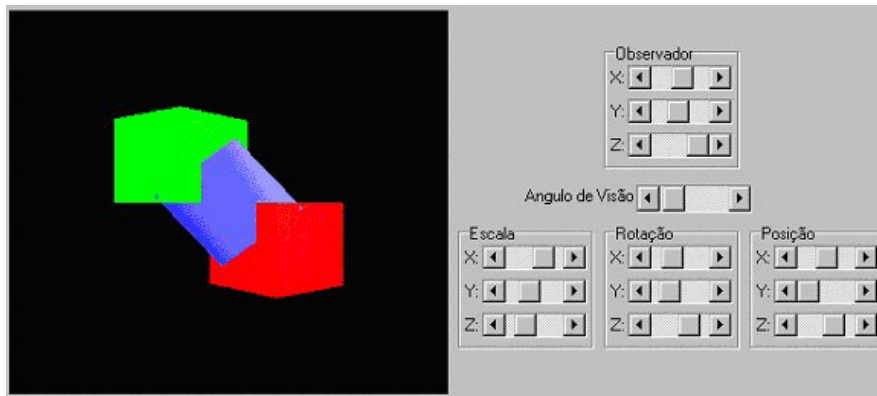 Observador
X:
Y:
Z:
Angulo de Visão
Escala
X:
Y:
Z:
Rotação
X:
Y:
Z:
Posição
X:
Y:
Z: